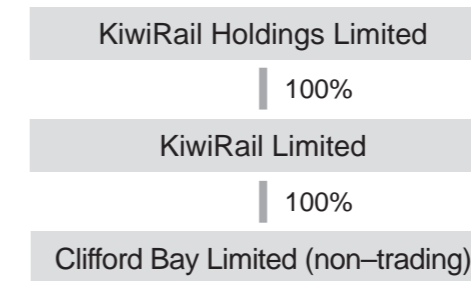 KiwiRail Holdings Limited
100%
KiwiRail Limited
100%
Clifford Bay Limited (non–trading)